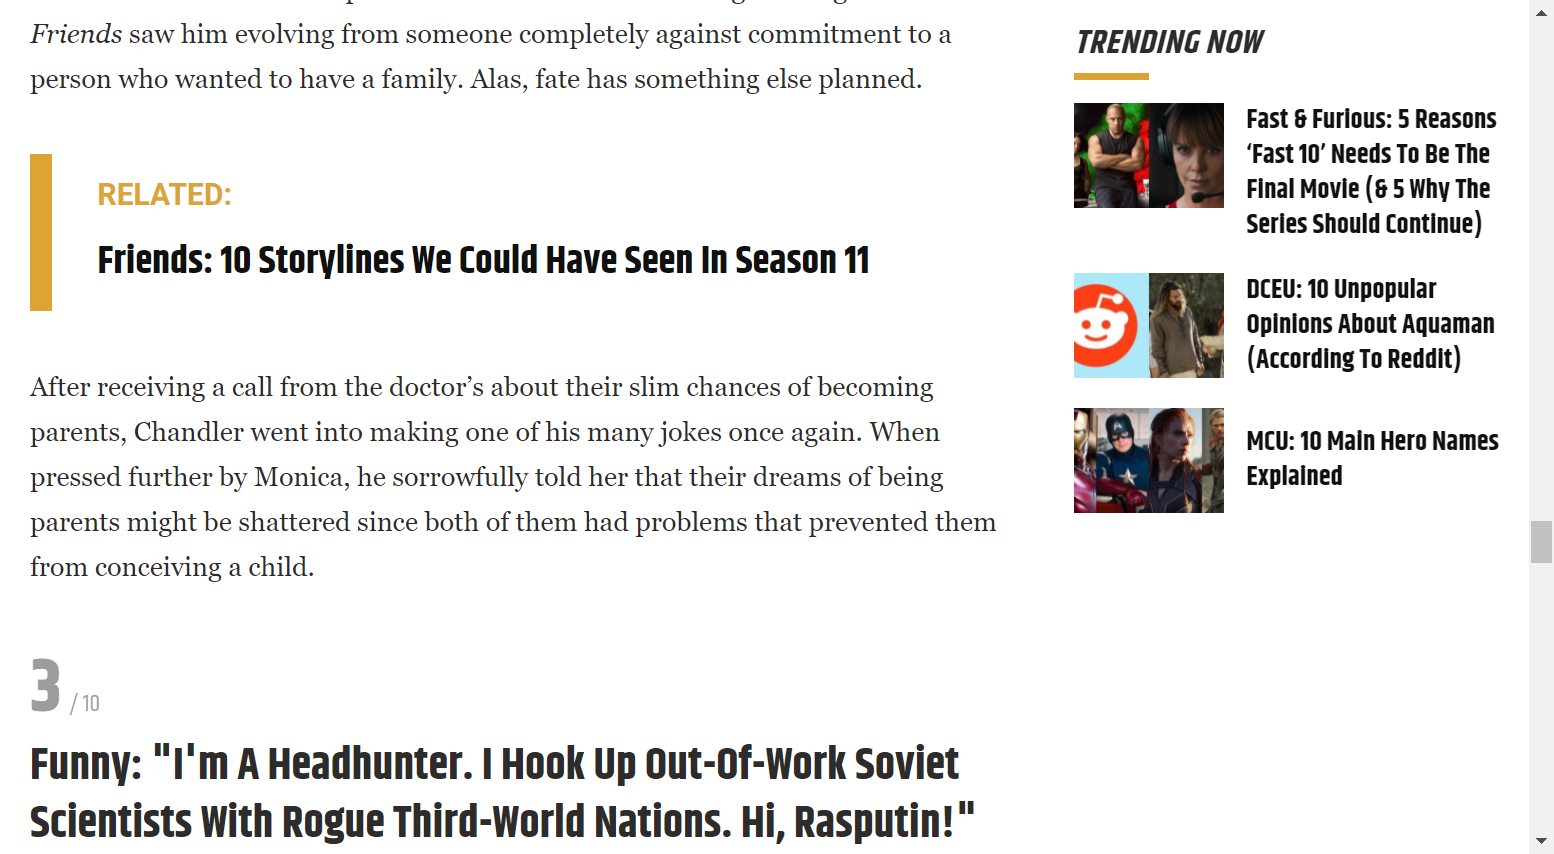 Friends saw him evolving from someone completely against commitment to a
person who wanted to have a family. Alas, fate has something else planned.
RELATED:
Friends: 10 Storylines We Could Have Seen In Season 11
After receiving a call from the doctor’s about their slim chances of becoming
parents, Chandler went into making one of his many jokes once again. When
pressed further by Monica, he sorrowfully told her that their dreams of being
parents might be shattered since both of them had problems that prevented them
from conceiving a child.
3 / 10
Funny: "I'm A Headhunter. I Hook Up Out-Of-Work Soviet
Scientists With Rogue Third-World Nations. Hi, Rasputin!"
TRENDING NOW
Fast & Furious: 5 Reasons
‘Fast 10’ Needs To Be The
Final Movie (& 5 Why The
Series Should Continue)
DCEU: 10 Unpopular
Opinions About Aquaman
(According To Reddit)
MCU: 10 Main Hero Names
Explained